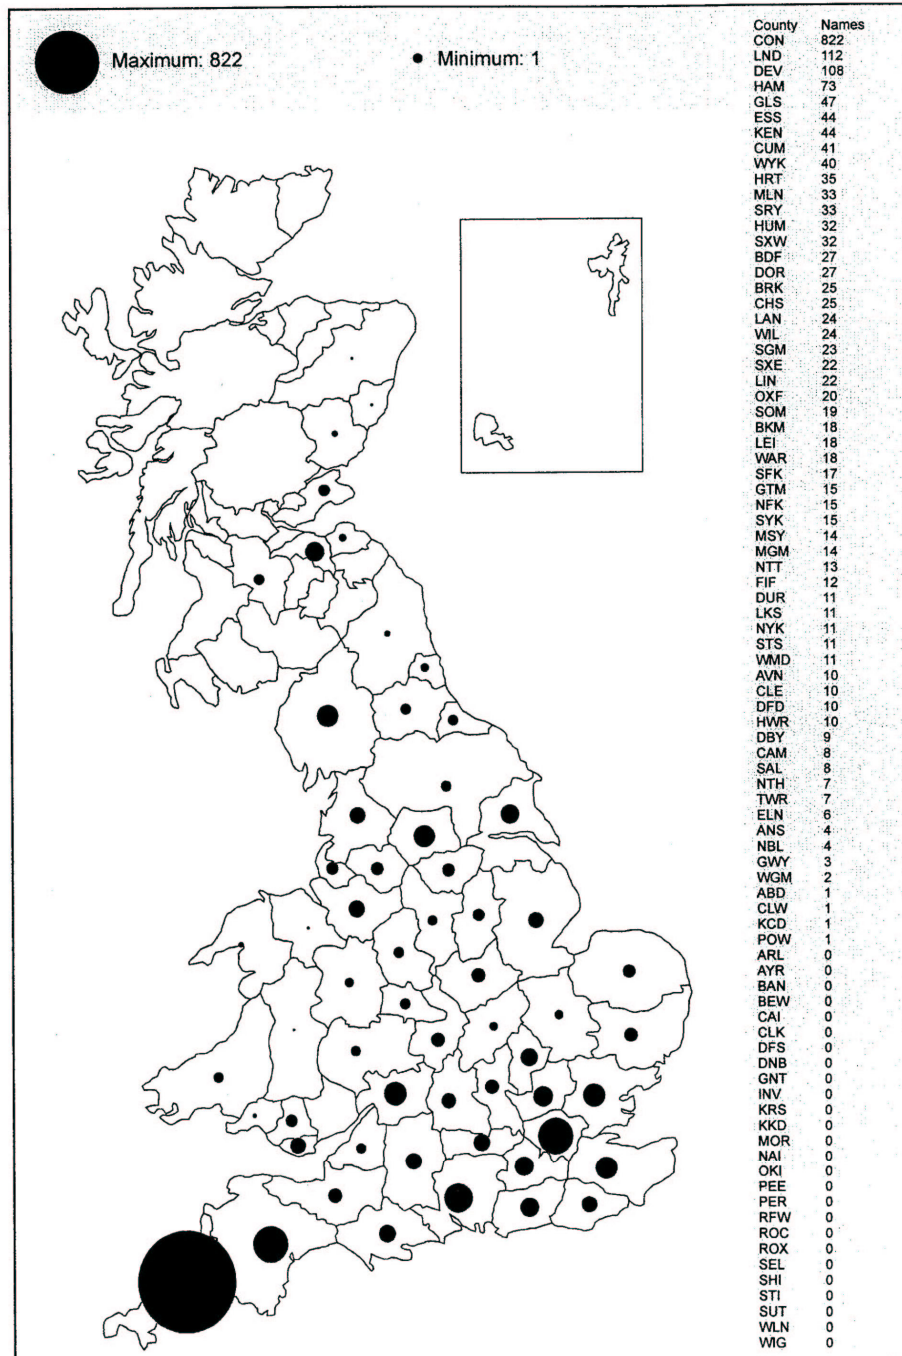 Maximum: 822
Minimum: 1
County Names
CON 822
LND 112
DEV 108
HAM 73
GLS 47
ESS 44
KEN 44
CUM 41
WYK 40
HRT 35
MLN 33
SRY 33
HUM 32
SXW 32
BDF 27
DOR 27
BRK 25
CHS 25
LAN 24
WIL 24
SGM 23
SXE 22
LIN 22
OXF 20
SOM 19
BKM 18
LEI 18
WAR 18
SFK 17
GTM 15
NFK 15
SYK 15
MSY 14
MGM 14
NTT 13
FIF 12
DUR 11
LKS 11
NYK 11
STS 11
WMD 11
AVN 10
CLE 10
DFD 10
HWR 10
DBY 9
CAM 8
SAL 8
NTH 7
TWR 7
ELN 6
ANS 4
NBL 4
GWY 3
WGM 2
ABD 1
CLW 1
KCD 1
POW 1
ARL 0
AYR 0
BAN 0
BEW 0
CAI 0
CLK 0
DFS 0
DNB 0
GNT 0
INV 0
KRS 0
KKD 0
MOR 0
NAI 0
OKI 0
PEE 0
PER 0
RFW 0
ROC 0
ROX 0
SEL 0
SHI 0
STI 0
SUT 0
WLN 0
WIG 0